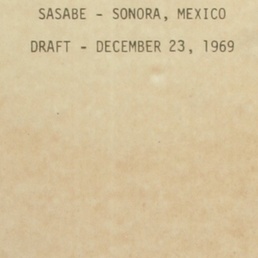 SASABE - SONORA, MEXICO
DRAFT - DECEMBER 23, 1969